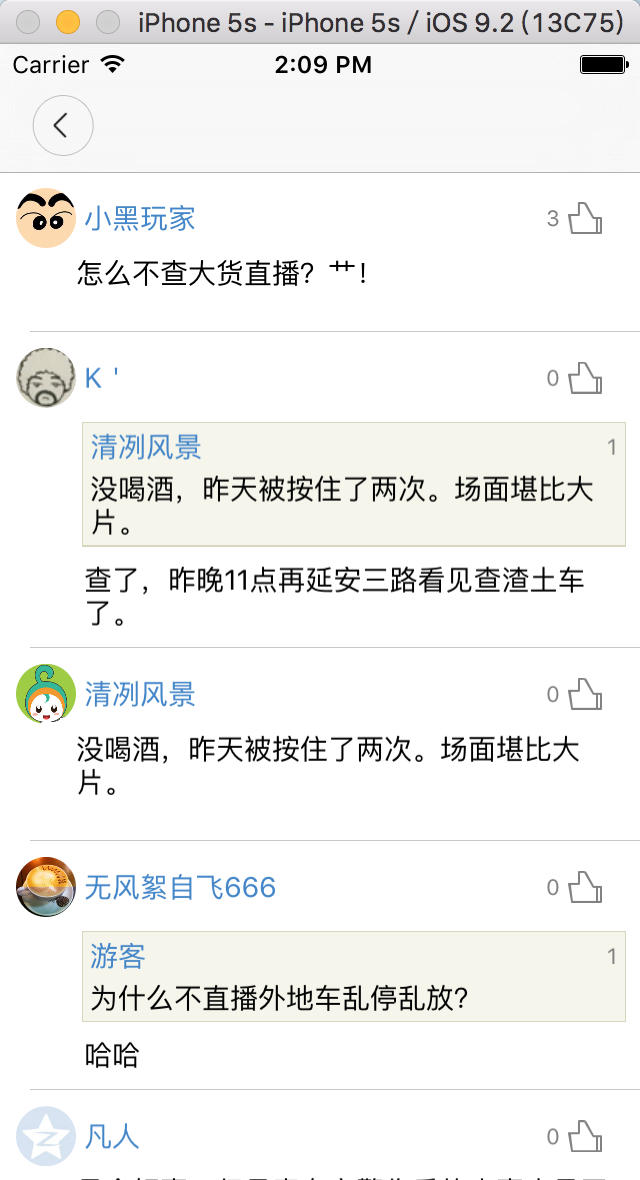 iPhone 5s - iPhone 5s / iOS 9.2 (13C75)
Carrier 2:09 PM
小黑玩家 3
怎么不查大货直播？艹！
K ' 0
清冽风景 1
没喝酒，昨天被按住了两次。场面堪比大
片。
查了，昨晚11点再延安三路看见查渣土车
了。
清冽风景 0
没喝酒，昨天被按住了两次。场面堪比大
片。
无风絮自飞666 0
游客 1
为什么不直播外地车乱停乱放?
哈哈
凡人 0